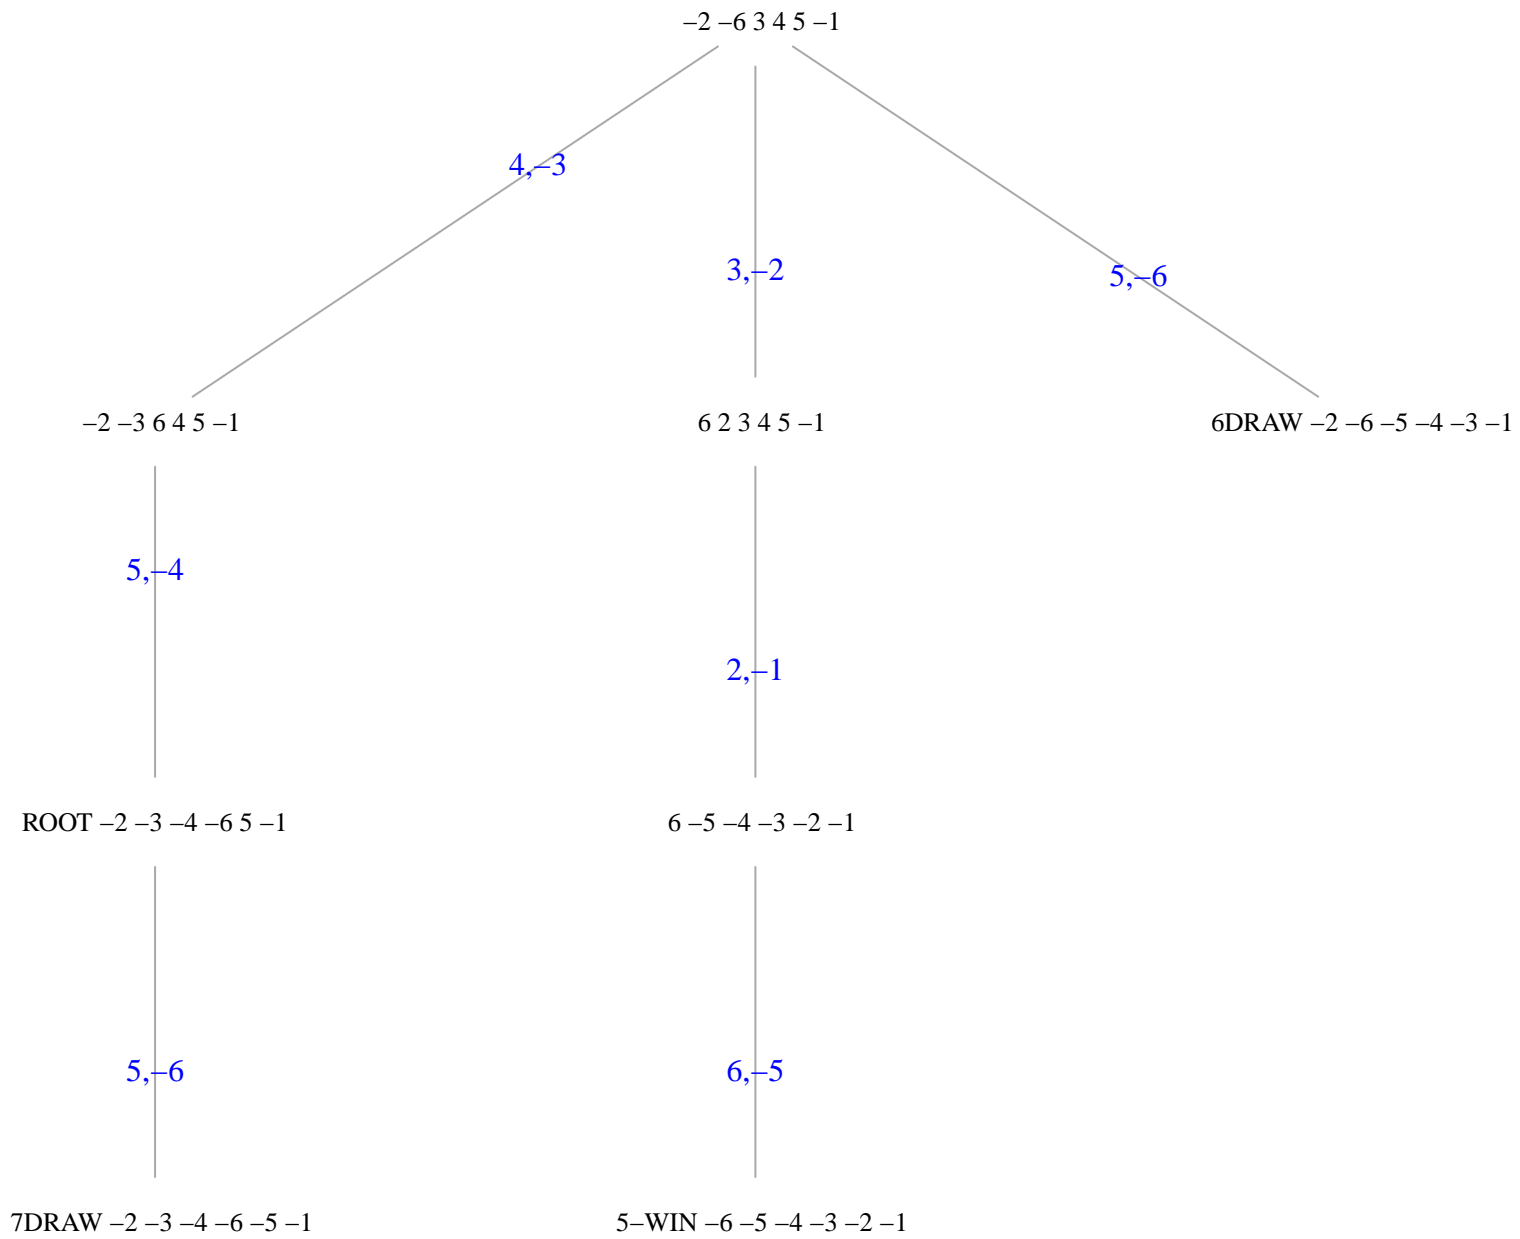 –2 –6 3 4 5 –1
4,–3
3,–2
5,–6
–2 –3 6 4 5 –1
6 2 3 4 5 –1
6DRAW –2 –6 –5 –4 –3 –1
5,–4
2,–1
ROOT –2 –3 –4 –6 5 –1
6 –5 –4 –3 –2 –1
5,–6
6,–5
7DRAW –2 –3 –4 –6 –5 –1
5–WIN –6 –5 –4 –3 –2 –1